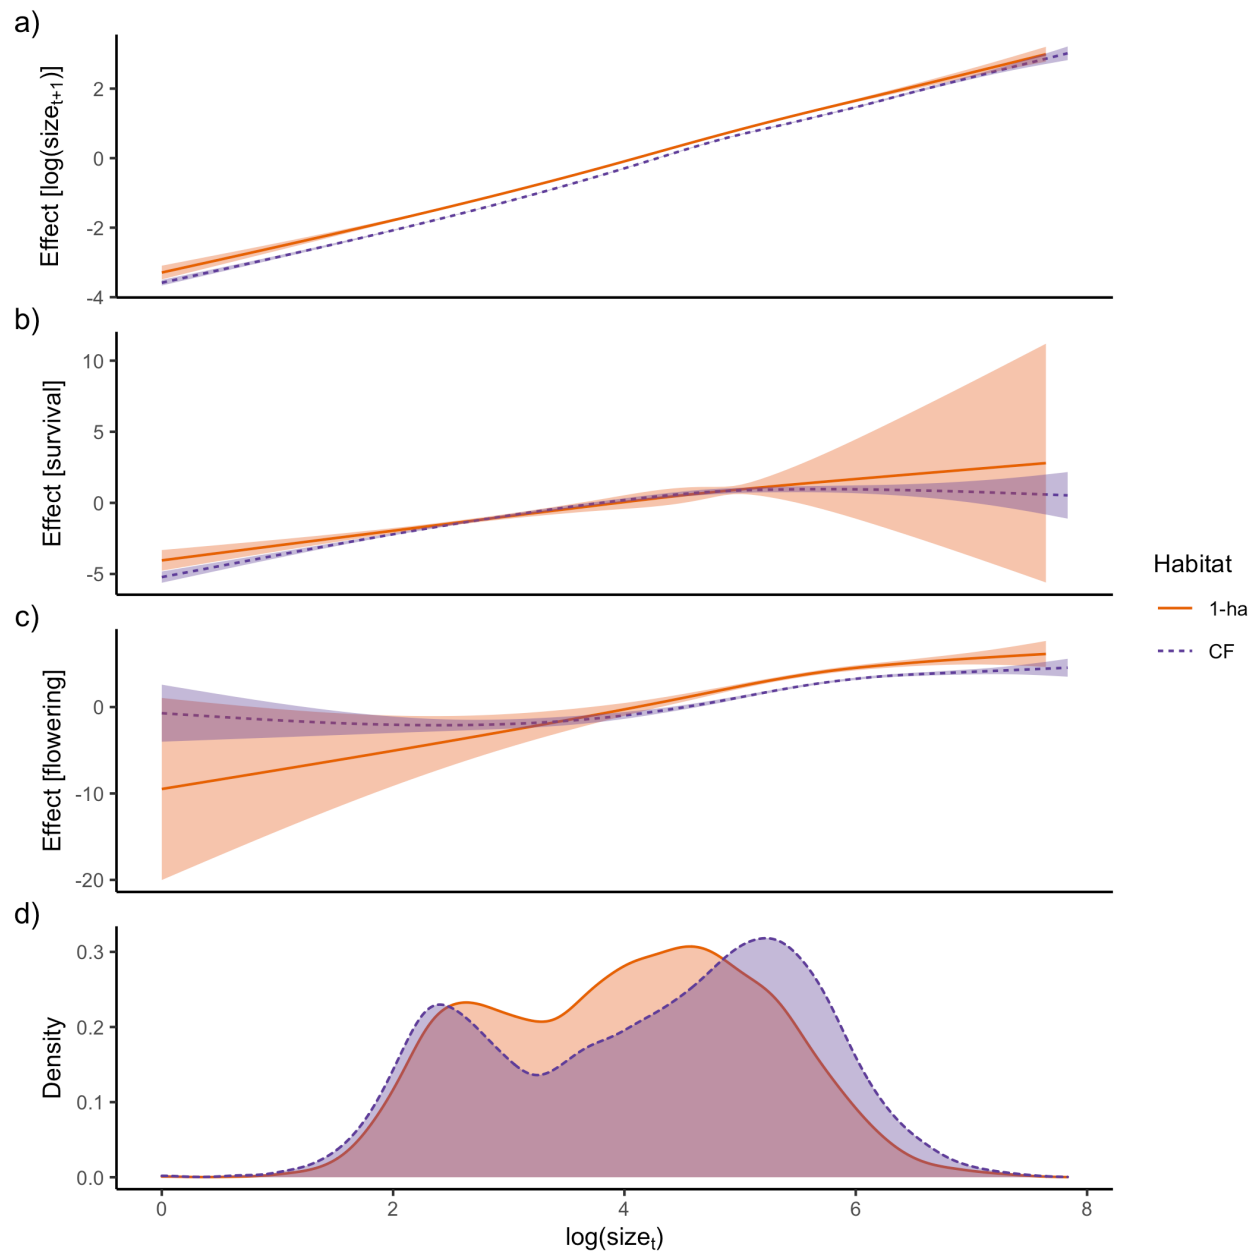 a)
Effect [log(size_{t+1})]
2
0
-2
-4
b)
Effect [survival]
10
5
0
-5
c)
Effect [flowering]
0
-10
-20
d)
Density
0.3
0.2
0.1
0.0
0 2 4 6 8
log(size_t)
Habitat
1-ha
CF